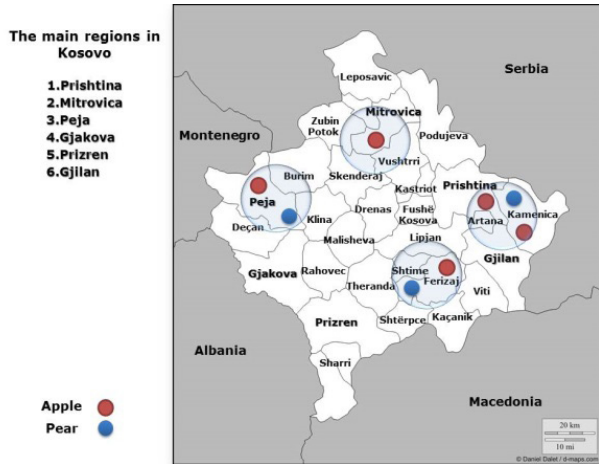 The main regions in
Kosovo
1.Prishtina
2.Mitrovica
3.Peja
4.Gjakova
5.Prizren
6.Gjilan
Apple
Pear
Serbia
Montenegro
Albania
Macedonia
Leposavic
Zubin
Potok
Mitrovica
Podujeva
Vushtrri
Burim
Skenderaj
Kastriot
Prishtina
Peja
Klina
Drenas
Fushë
Kosova
Artana
Kamenica
Deçan
Malisheva
Lipjan
Gjilan
Gjakova
Rahovec
Shtime
Theranda
Ferizaj
Viti
Prizren
Shtërpce
Kaçanik
Sharri
20 km
10 mi
© Daniel Dalet / d-maps.com